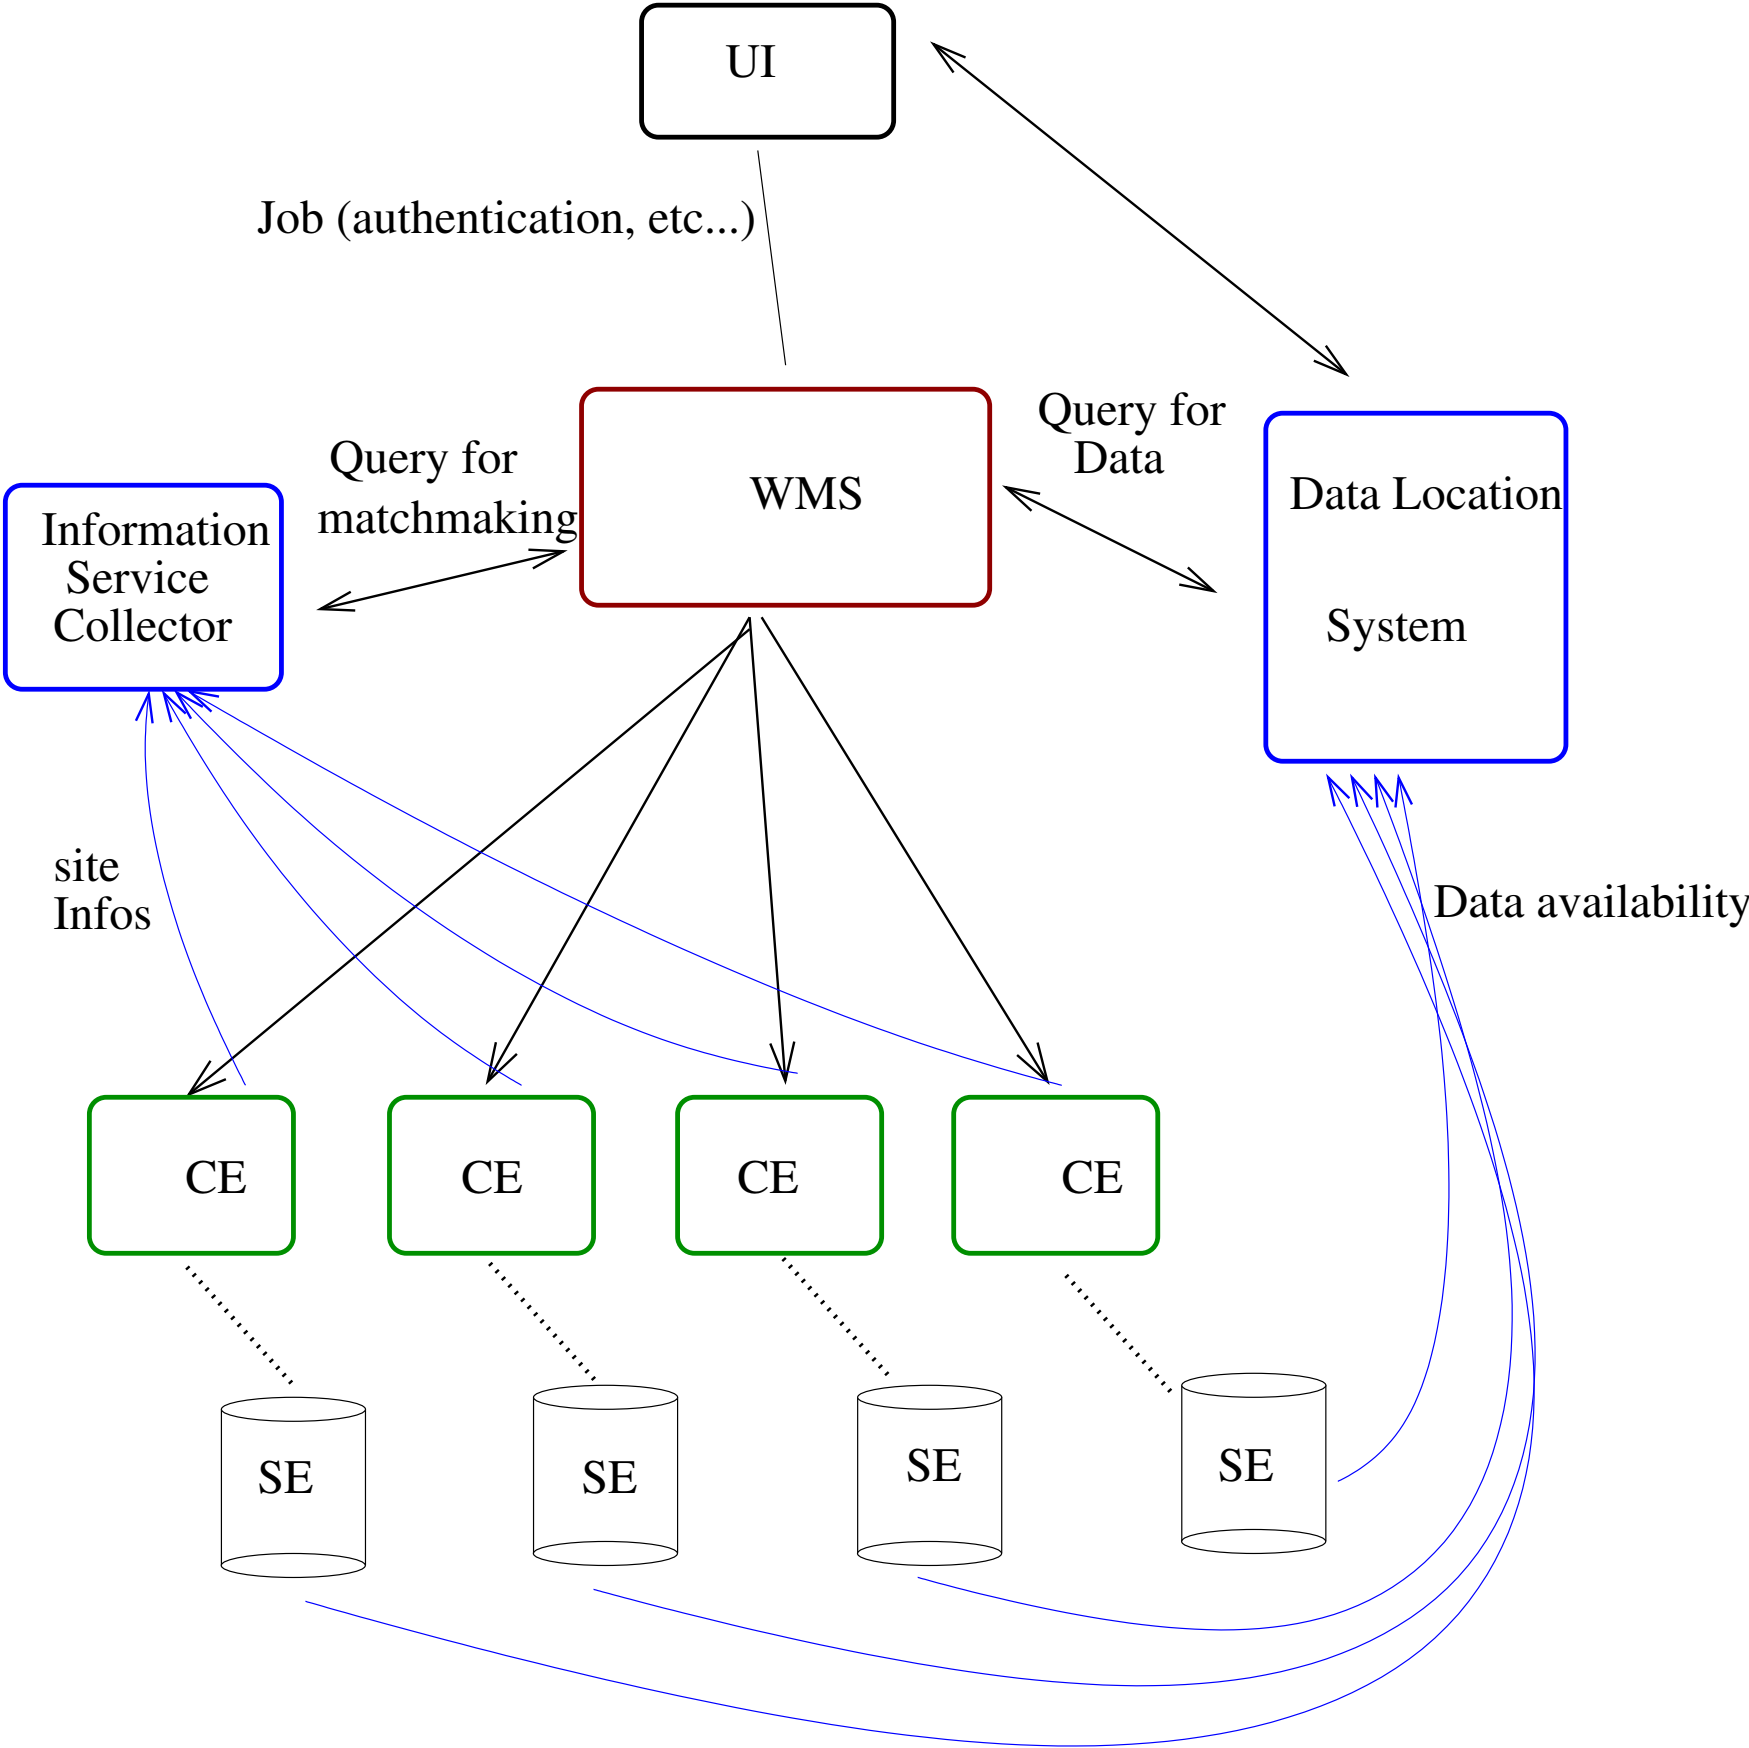 UI
Job (authentication, etc...)
Query for
Data
Query for
matchmaking
WMS
Data Location
System
Information
Service
Collector
site
Infos
Data availability
CE
CE
CE
CE
SE
SE
SE
SE